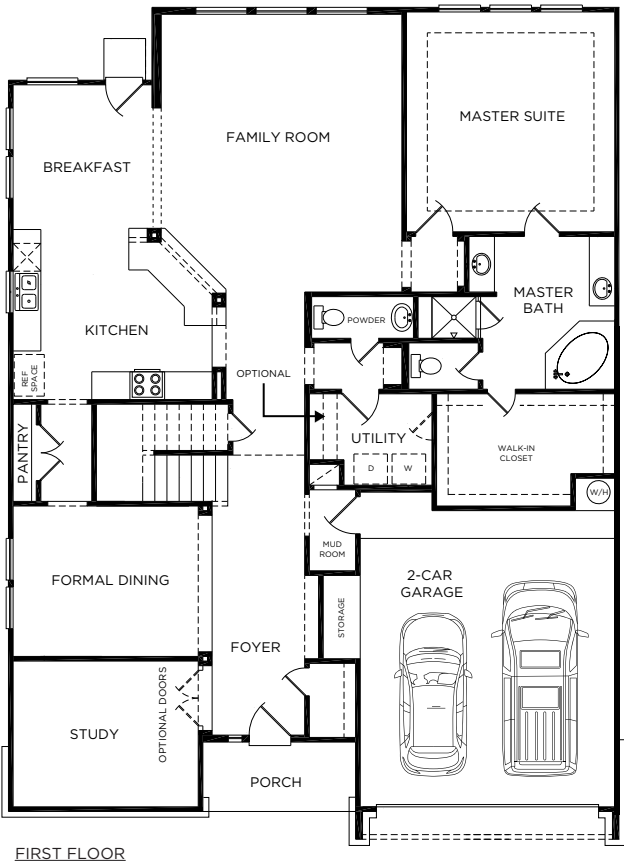 FAMILY ROOM
MASTER SUITE
BREAKFAST
MASTER
BATH
POWDER
KITCHEN
OPTIONAL
REF
SPACE
PANTRY
UTILITY
WALK-IN
CLOSET
D
W
W/H
MUD
ROOM
FORMAL DINING
2-CAR
GARAGE
STORAGE
FOYER
OPTIONAL DOORS
STUDY
PORCH
FIRST FLOOR